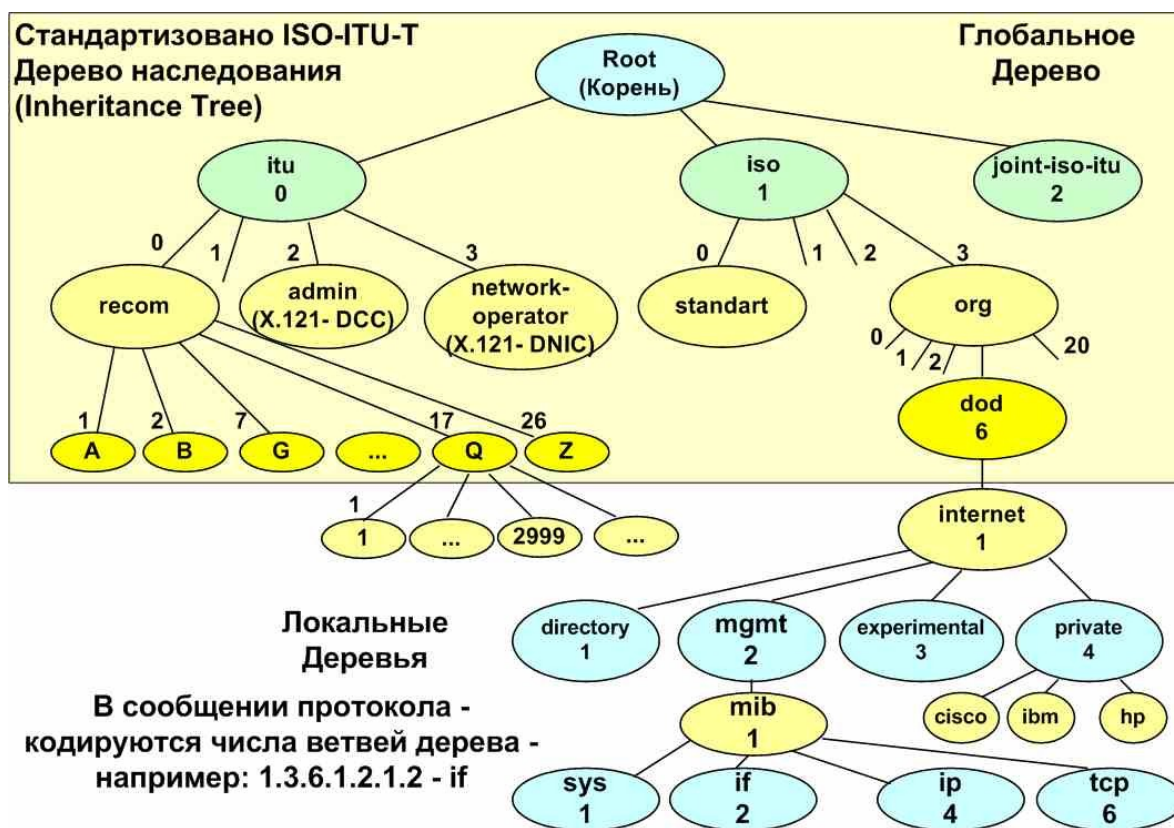 Стандартизовано ISO-ITU-T
Дерево наследования
(Inheritance Tree)
Глобальное
Дерево
Root
(Корень)
itu
0
iso
1
joint-iso-itu
2
0
1
2
3
0
1
2
3
recom
admin
(X.121- DCC)
network-
operator
(X.121- DNIC)
standart
org
0
1
2
20
dod
6
1
2
7
17
26
A
B
G
...
Q
Z
1
1
...
2999
...
internet
1
Локальные
Деревья
directory
1
mgmt
2
experimental
3
private
4
cisco
ibm
hp
mib
1
В сообщении протокола -
кодируются числа ветвей дерева -
например: 1.3.6.1.2.1.2 - if
sys
1
if
2
ip
4
tcp
6